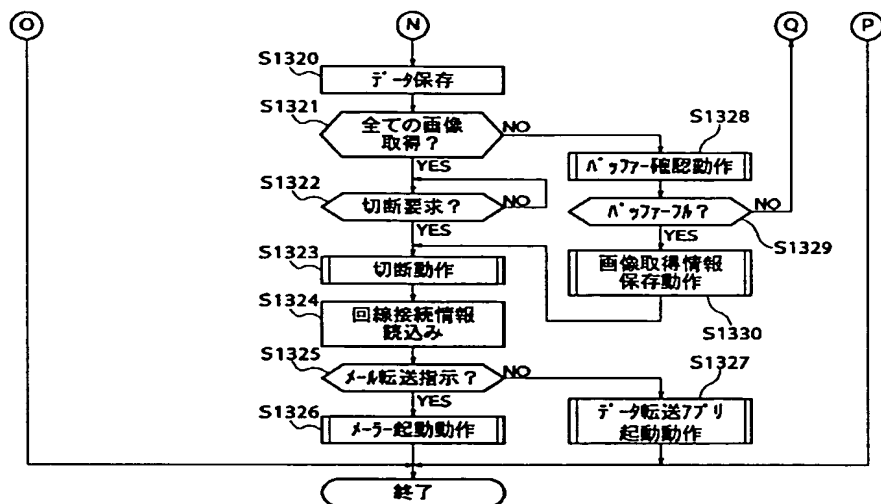 O
N
Q
P
S1320
データ保存
S1321
全ての画像
取得?
NO
YES
S1328
バッファー確認動作
S1322
切断要求?
NO
YES
バッファーフル?
NO
YES
S1329
S1323
切断動作
画像取得情報
保存動作
S1330
S1324
回線接続情報
読込み
S1325
メール転送指示?
NO
YES
S1327
データ転送アプリ
起動動作
S1326
メーラー起動動作
終了